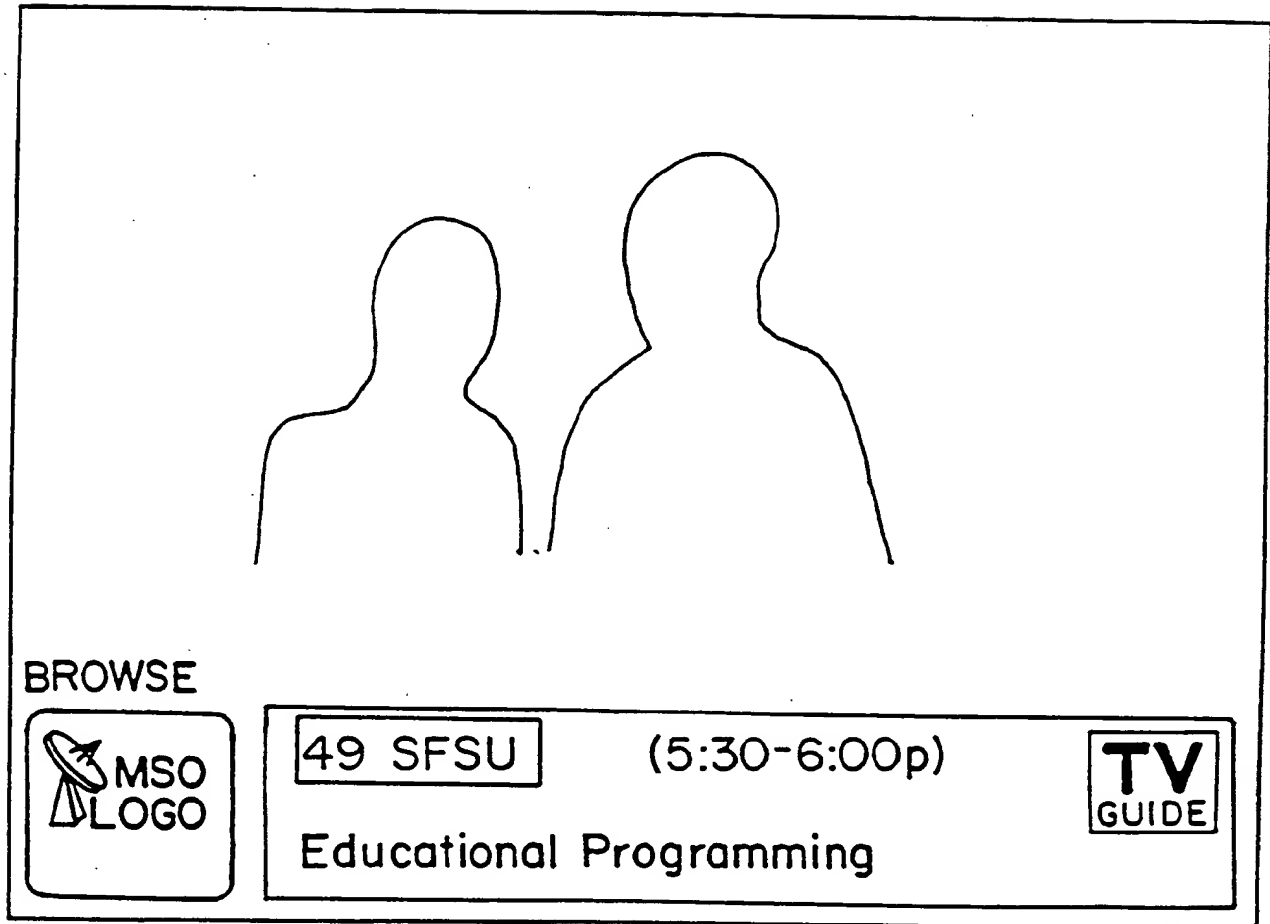 BROWSE
MSO
LOGO
49 SFSU (5:30-6:00p)
Educational Programming
TV
GUIDE